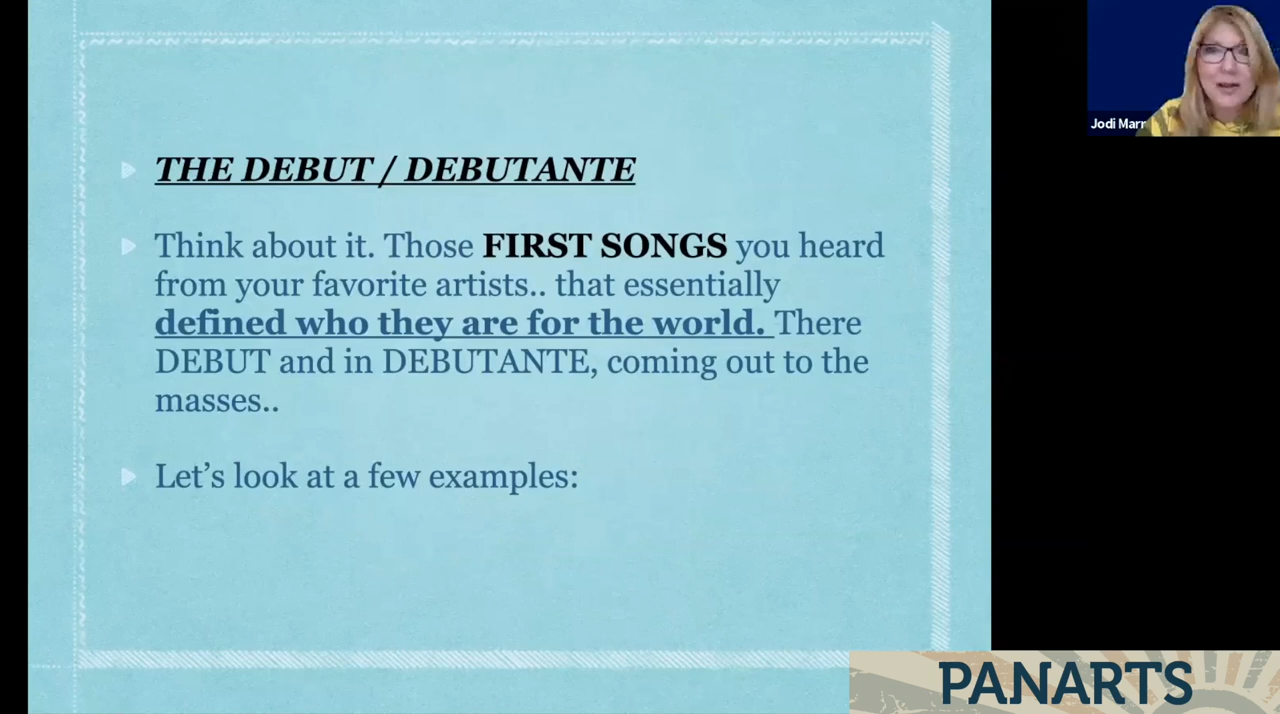 THE DEBUT / DEBUTANTE
Think about it. Those FIRST SONGS you heard
from your favorite artists.. that essentially
defined who they are for the world. There
DEBUT and in DEBUTANTE, coming out to the
masses..
Let’s look at a few examples:
Jodi Marr
PANARTS